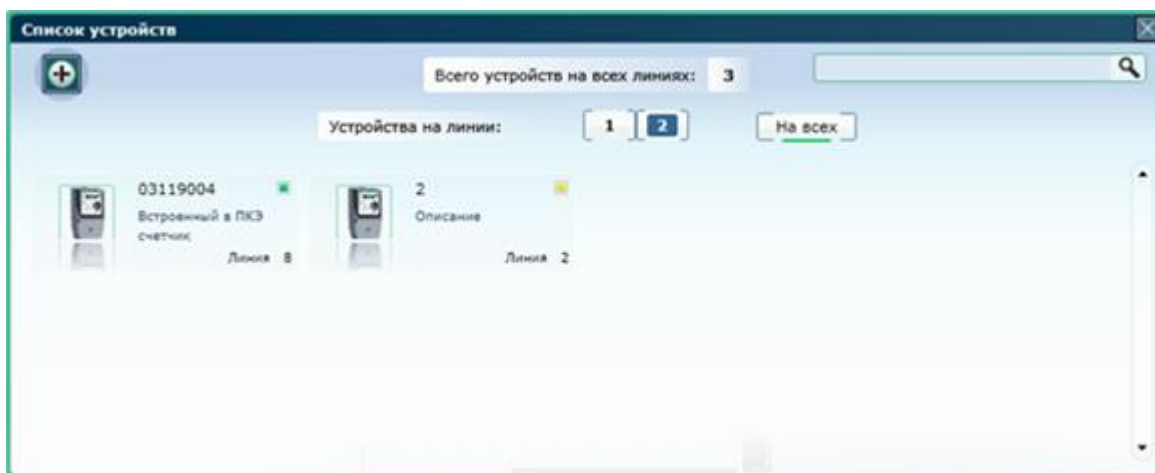 Список устройств
Всего устройств на всех линиях: 3
Устройства на линии: 1 2 На всех
03119004
Встроенный в ПКЭ
счетчик
Линия 8
2
Описание
Линия 2